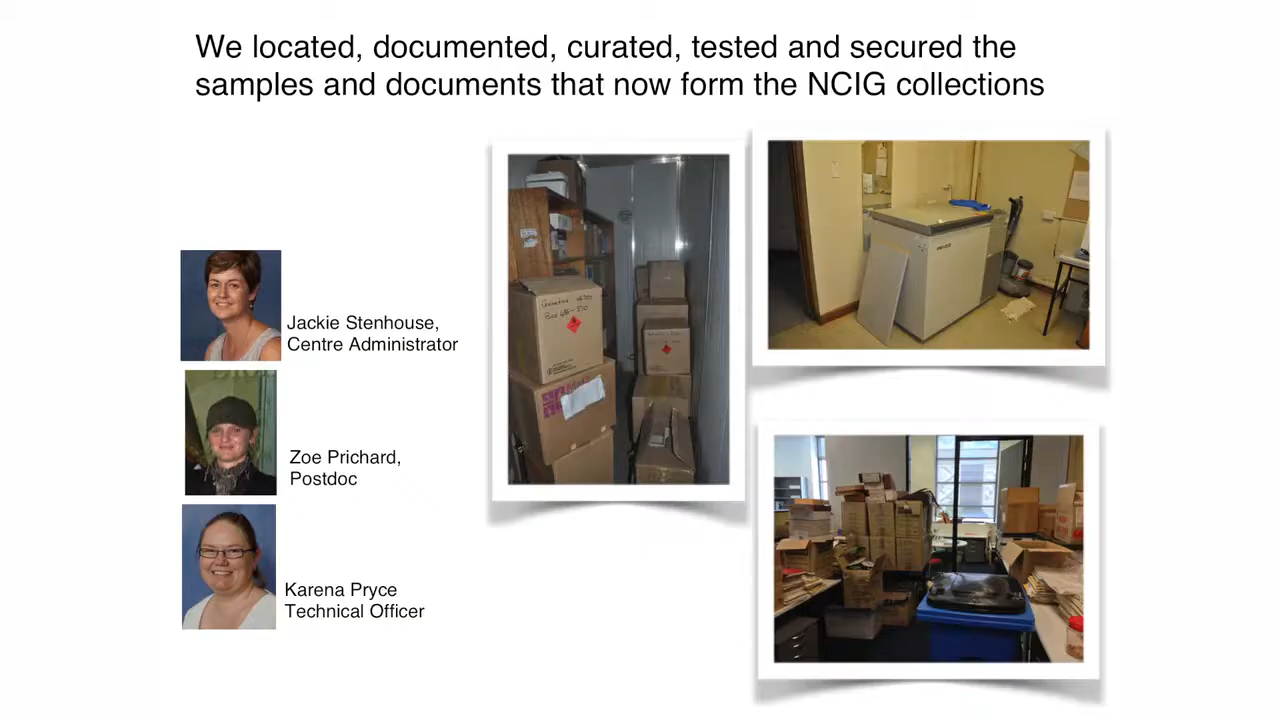 We located, documented, curated, tested and secured the
samples and documents that now form the NCIG collections
Jackie Stenhouse,
Centre Administrator
Zoe Prichard,
Postdoc
Karena Pryce
Technical Officer